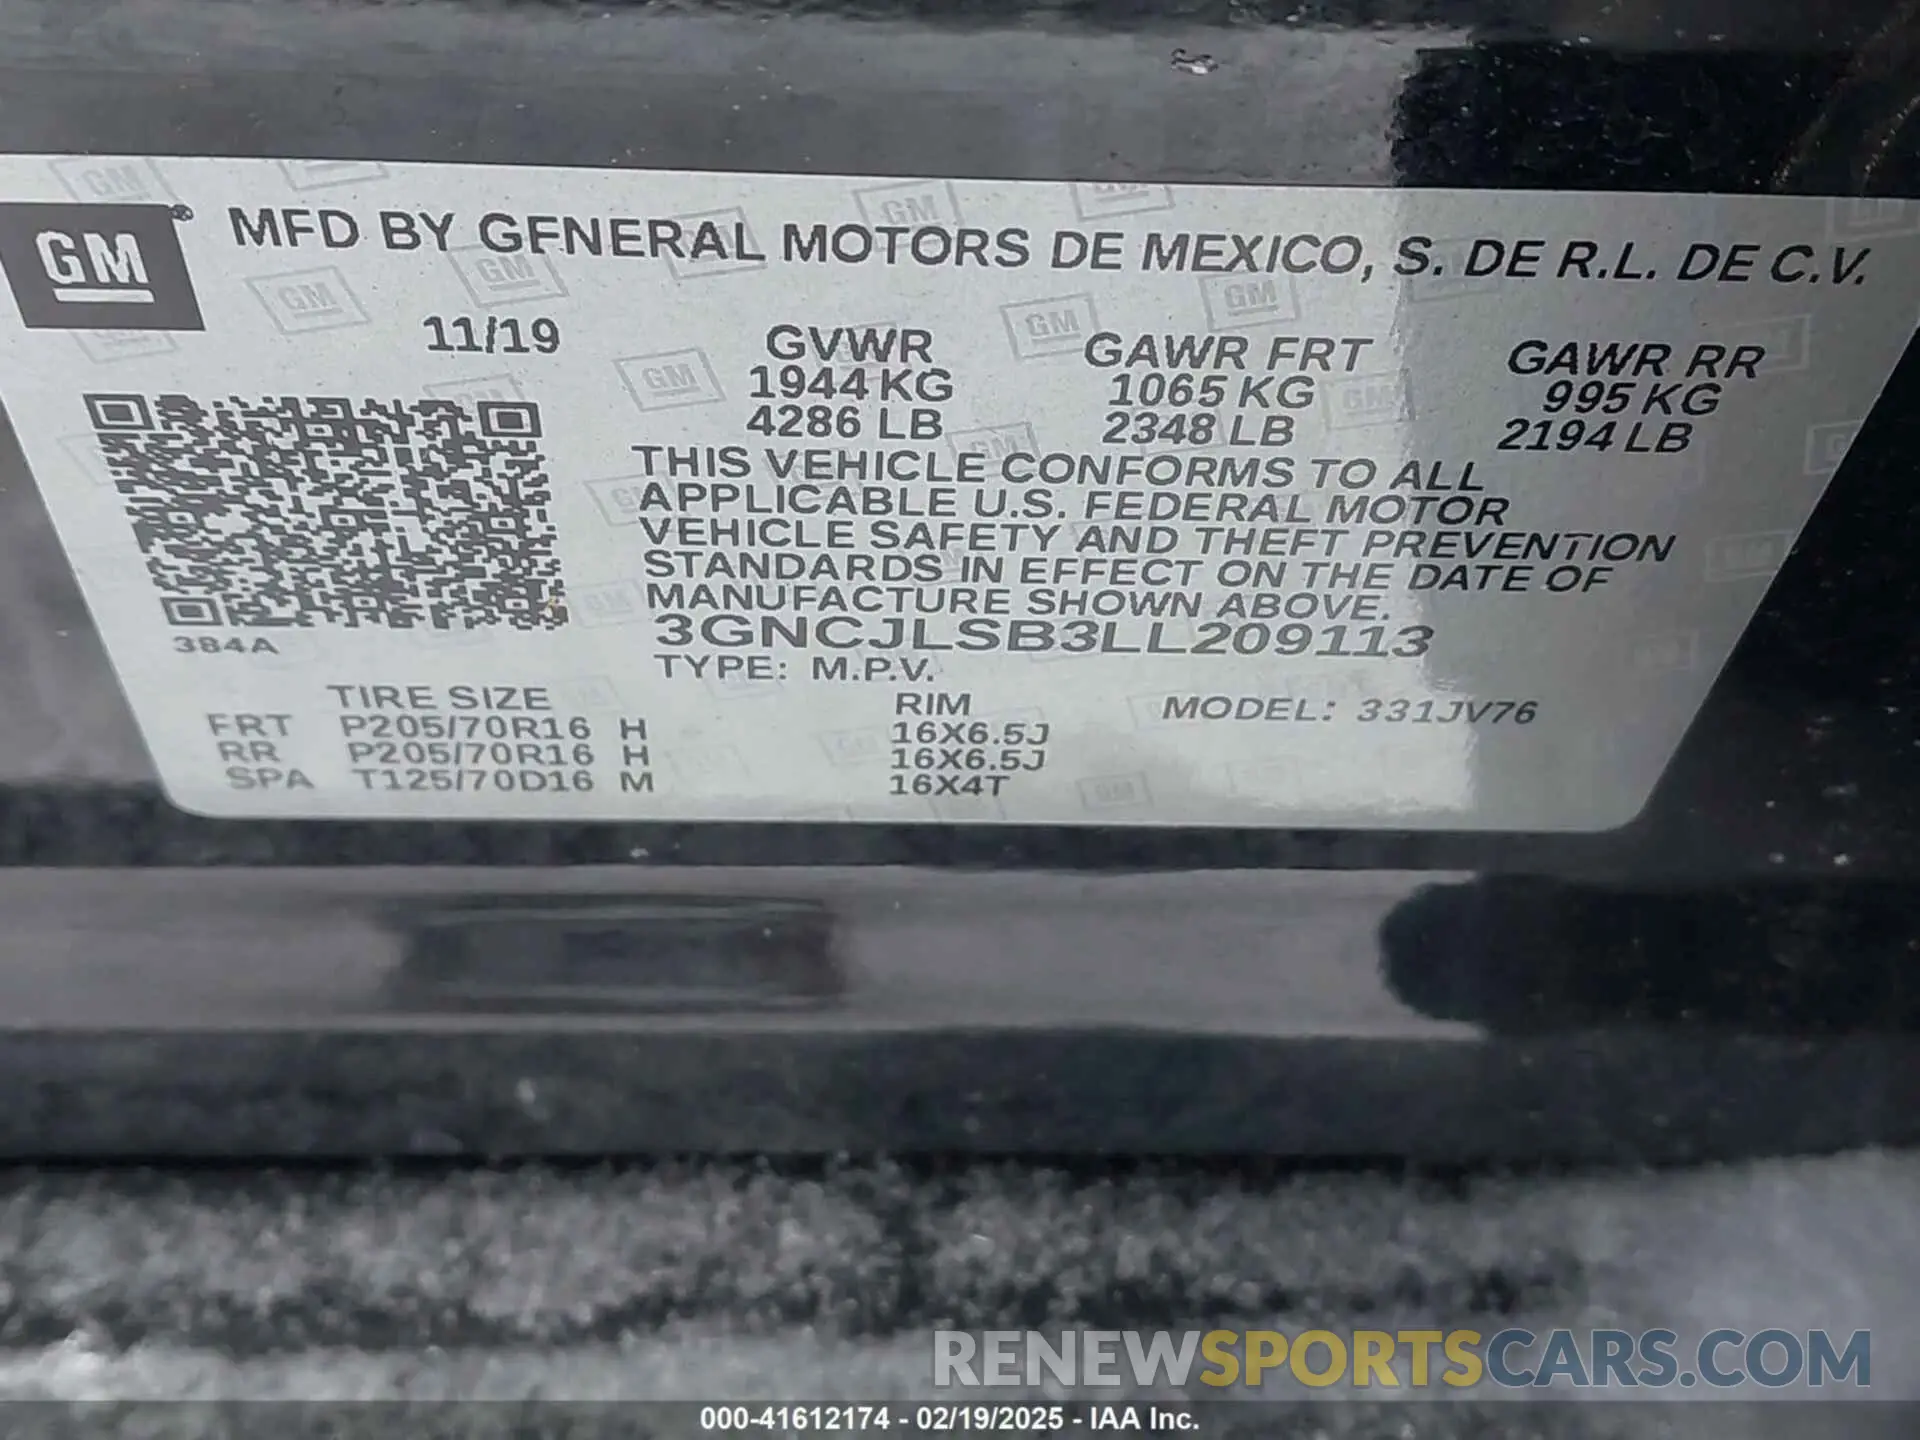 GM® MFD BY GENERAL MOTORS DE MEXICO, S. DE R.L. DE C.V.
11/19 GVWR GAWR FRT GAWR RR
1944 KG 1065 KG 995 KG
4286 LB 2348 LB 2194 LB
THIS VEHICLE CONFORMS TO ALL
APPLICABLE U.S. FEDERAL MOTOR
VEHICLE SAFETY AND THEFT PREVENTION
STANDARDS IN EFFECT ON THE DATE OF
MANUFACTURE SHOWN ABOVE.
384A 3GNCJLSB3LL209113
TYPE: M.P.V.
TIRE SIZE RIM MODEL: 331JV76
FRT P205/70R16 H 16X6.5J
RR P205/70R16 H 16X6.5J
SPA T125/70D16 M 16X4T
RENEWSPORTSCARS.COM
000-41612174 - 02/19/2025 - IAA Inc.